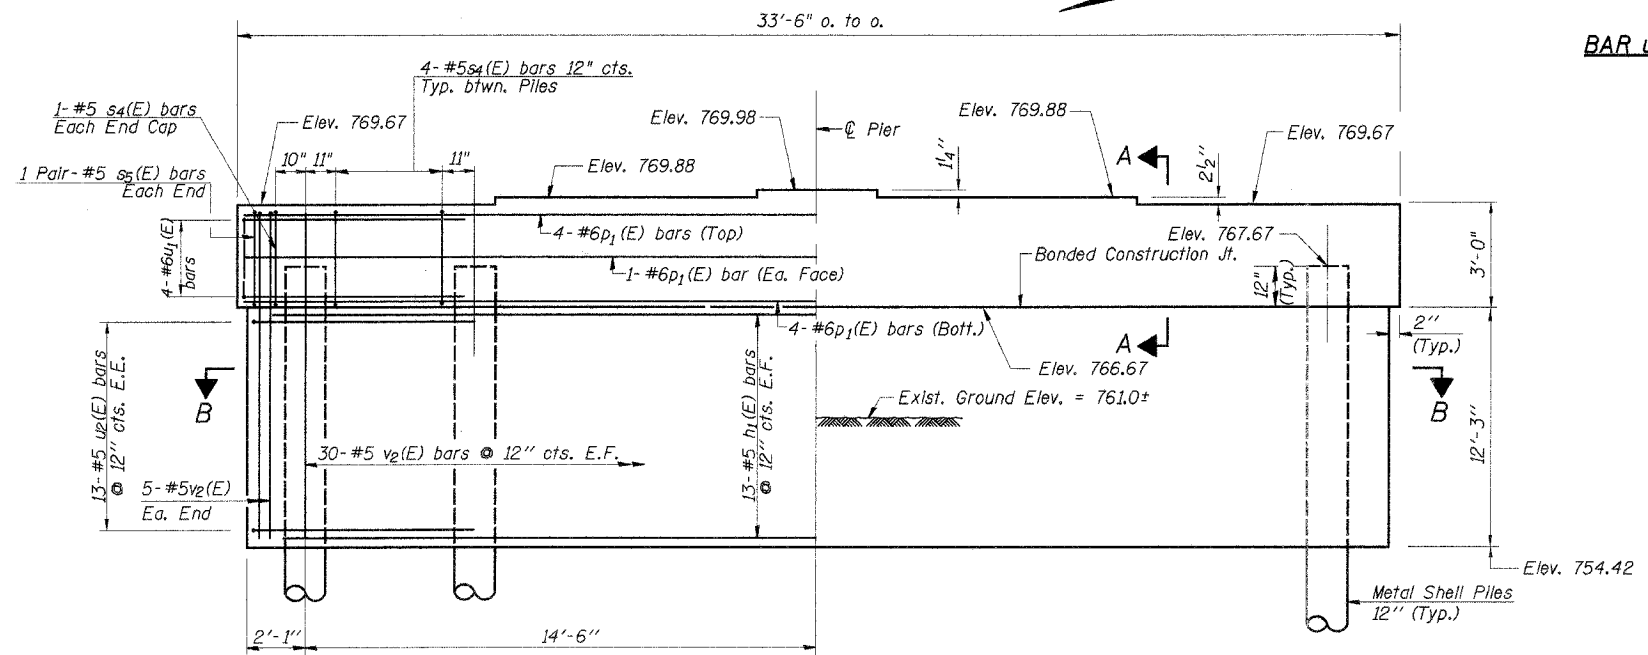 33'-6" o. to o.
BAR u
4- #5s4(E) bars 12" cts.
Typ. btwn. Piles
1- #5 s4(E) bars
Each End Cap
Elev. 769.67
Elev. 769.98
℄ Pier
Elev. 769.88
Elev. 769.67
1 Pair- #5 s5(E) bars
Each End
10" 11" 11"
Elev. 769.88
1¼"
A
2½"
4- #6u1(E)
bars
4- #6p1(E) bars (Top)
Elev. 767.67
1- #6p1(E) bar (Ea. Face)
Bonded Construction Jt.
12"
(Typ.)
3'-0"
4- #6p1(E) bars (Bott.)
A
2"
(Typ.)
Elev. 766.67
B
13- #5 u2(E) bars
@ 12" cts. E.E.
13- #5 h1(E) bars
@ 12" cts. E.F.
Exist. Ground Elev. = 761.0±
B
12'-3"
30- #5 v2(E) bars @ 12" cts. E.F.
5- #5v2(E)
Ea. End
Elev. 754.42
Metal Shell Piles
12" (Typ.)
2'-1"
14'-6"